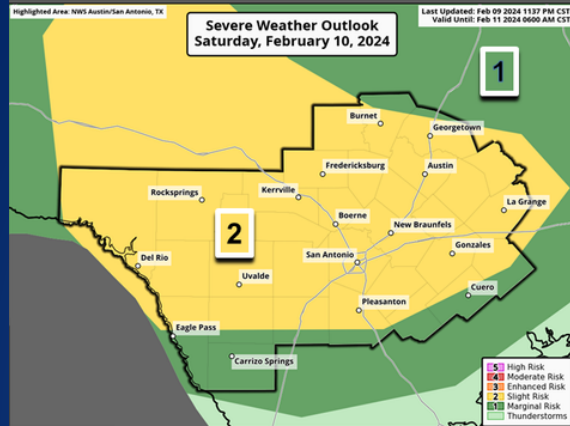 Highlighted Area: NWS Austin/San Antonio, TX
Severe Weather Outlook
Saturday, February 10, 2024
Last Updated: Feb 09 2024 1137 PM CST
Valid Until: Feb 11 2024 0600 AM CST
1
Burnet
Georgetown
Fredericksburg
Austin
Rocksprings
Kerrville
La Grange
Boerne
New Braunfels
2
Gonzales
San Antonio
Del Rio
Uvalde
Cuero
Pleasanton
Eagle Pass
Carrizo Springs
5 High Risk
4 Moderate Risk
3 Enhanced Risk
2 Slight Risk
1 Marginal Risk
Thunderstorms